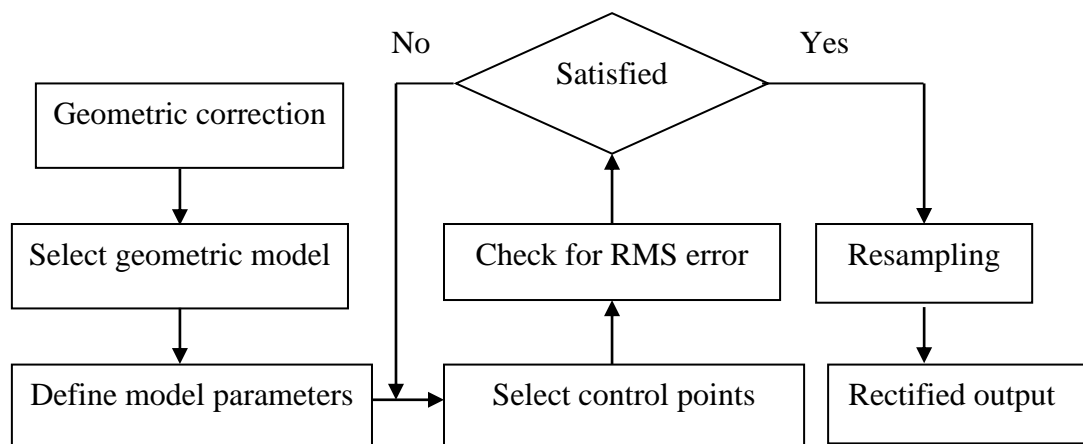 No
Yes
Satisfied
Geometric correction
Select geometric model
Check for RMS error
Resampling
Define model parameters
Select control points
Rectified output